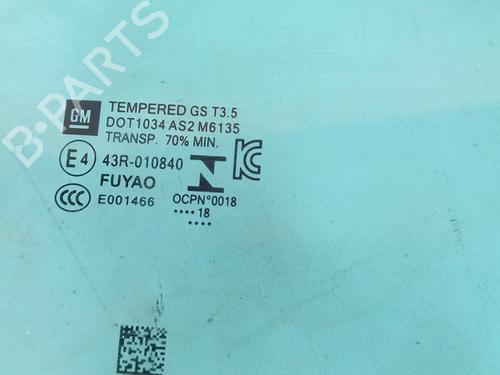 B-PARTS
GM
TEMPERED GS T3.5
DOT1034 AS2 M6135
TRANSP. 70% MIN.
E4 43R-010840
FUYAO
CCC E001466
OCPN°0018
.... 18 ....